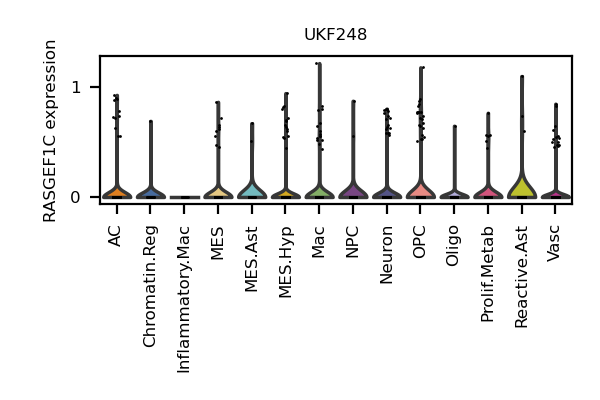 UKF248
RASGEF1C expression
1
0
AC
Chromatin.Reg
Inflammatory.Mac
MES
MES.Ast
MES.Hyp
Mac
NPC
Neuron
OPC
Oligo
Prolif.Metab
Reactive.Ast
Vasc